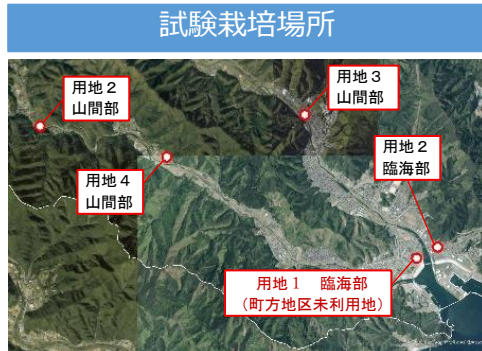 試験栽培場所
用地２
山間部
用地３
山間部
用地２
臨海部
用地４
山間部
用地１　臨海部
（町方地区未利用地）